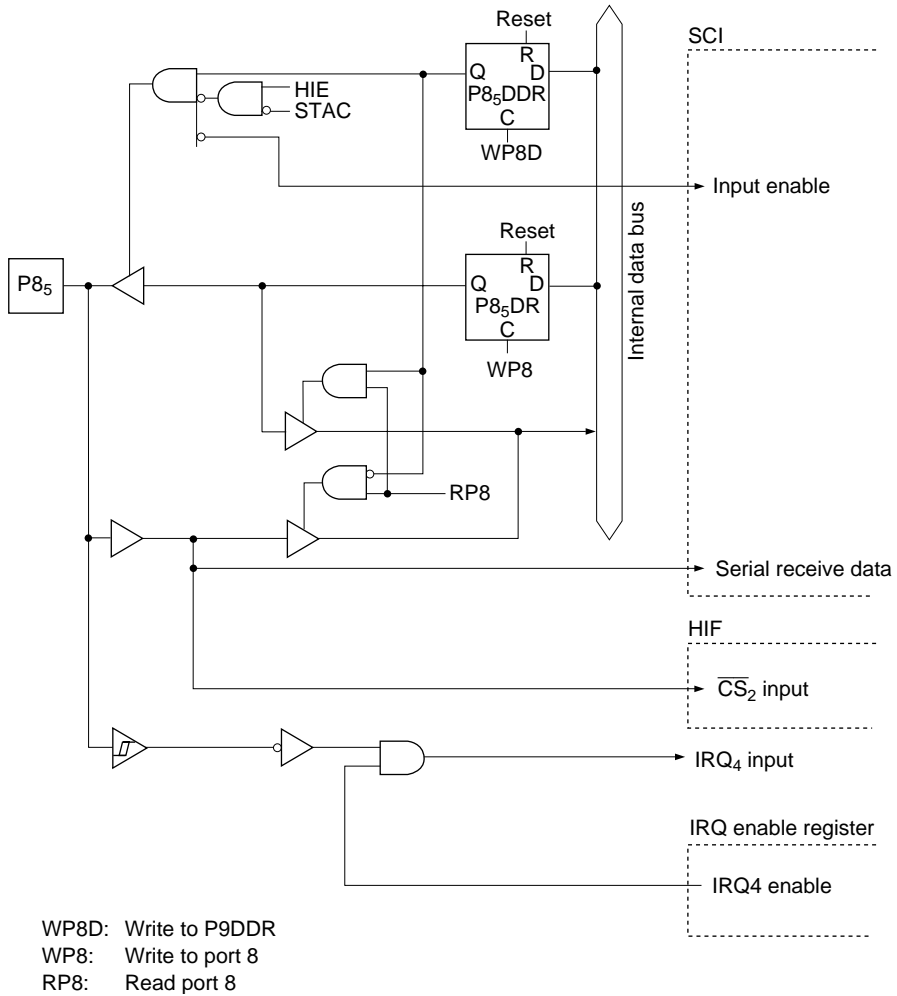 Reset
SCI
R
Q D
P8₅DDR
C
HIE
STAC
WP8D
Input enable
Internal data bus
Reset
R
Q D
P8₅DR
C
P8₅
WP8
RP8
Serial receive data
HIF
C̅S̅₂ input
IRQ₄ input
IRQ enable register
IRQ4 enable
WP8D: Write to P9DDR
WP8: Write to port 8
RP8: Read port 8